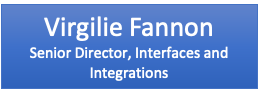 Virgilie Fannon
Senior Director, Interfaces and
Integrations